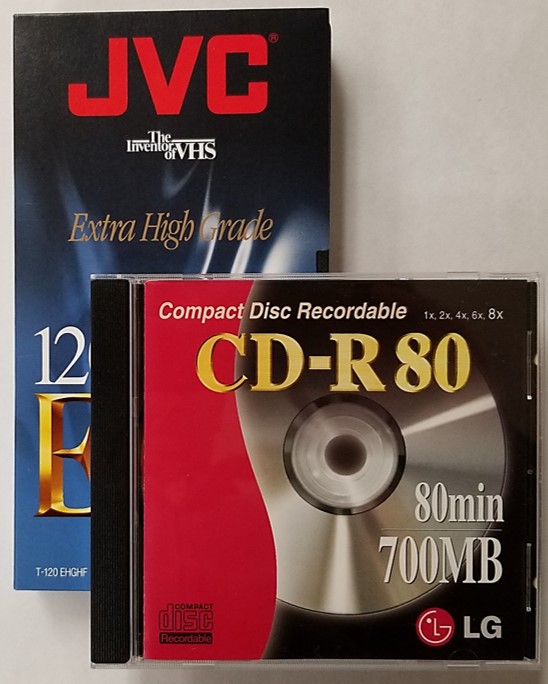 JVC®
The
Inventor
of VHS
Extra High Grade
12
E
T-120 EHGHF
Compact Disc Recordable 1x, 2x, 4x, 6x, 8x
CD-R 80
80min
700MB
COMPACT
disc
Recordable
LG